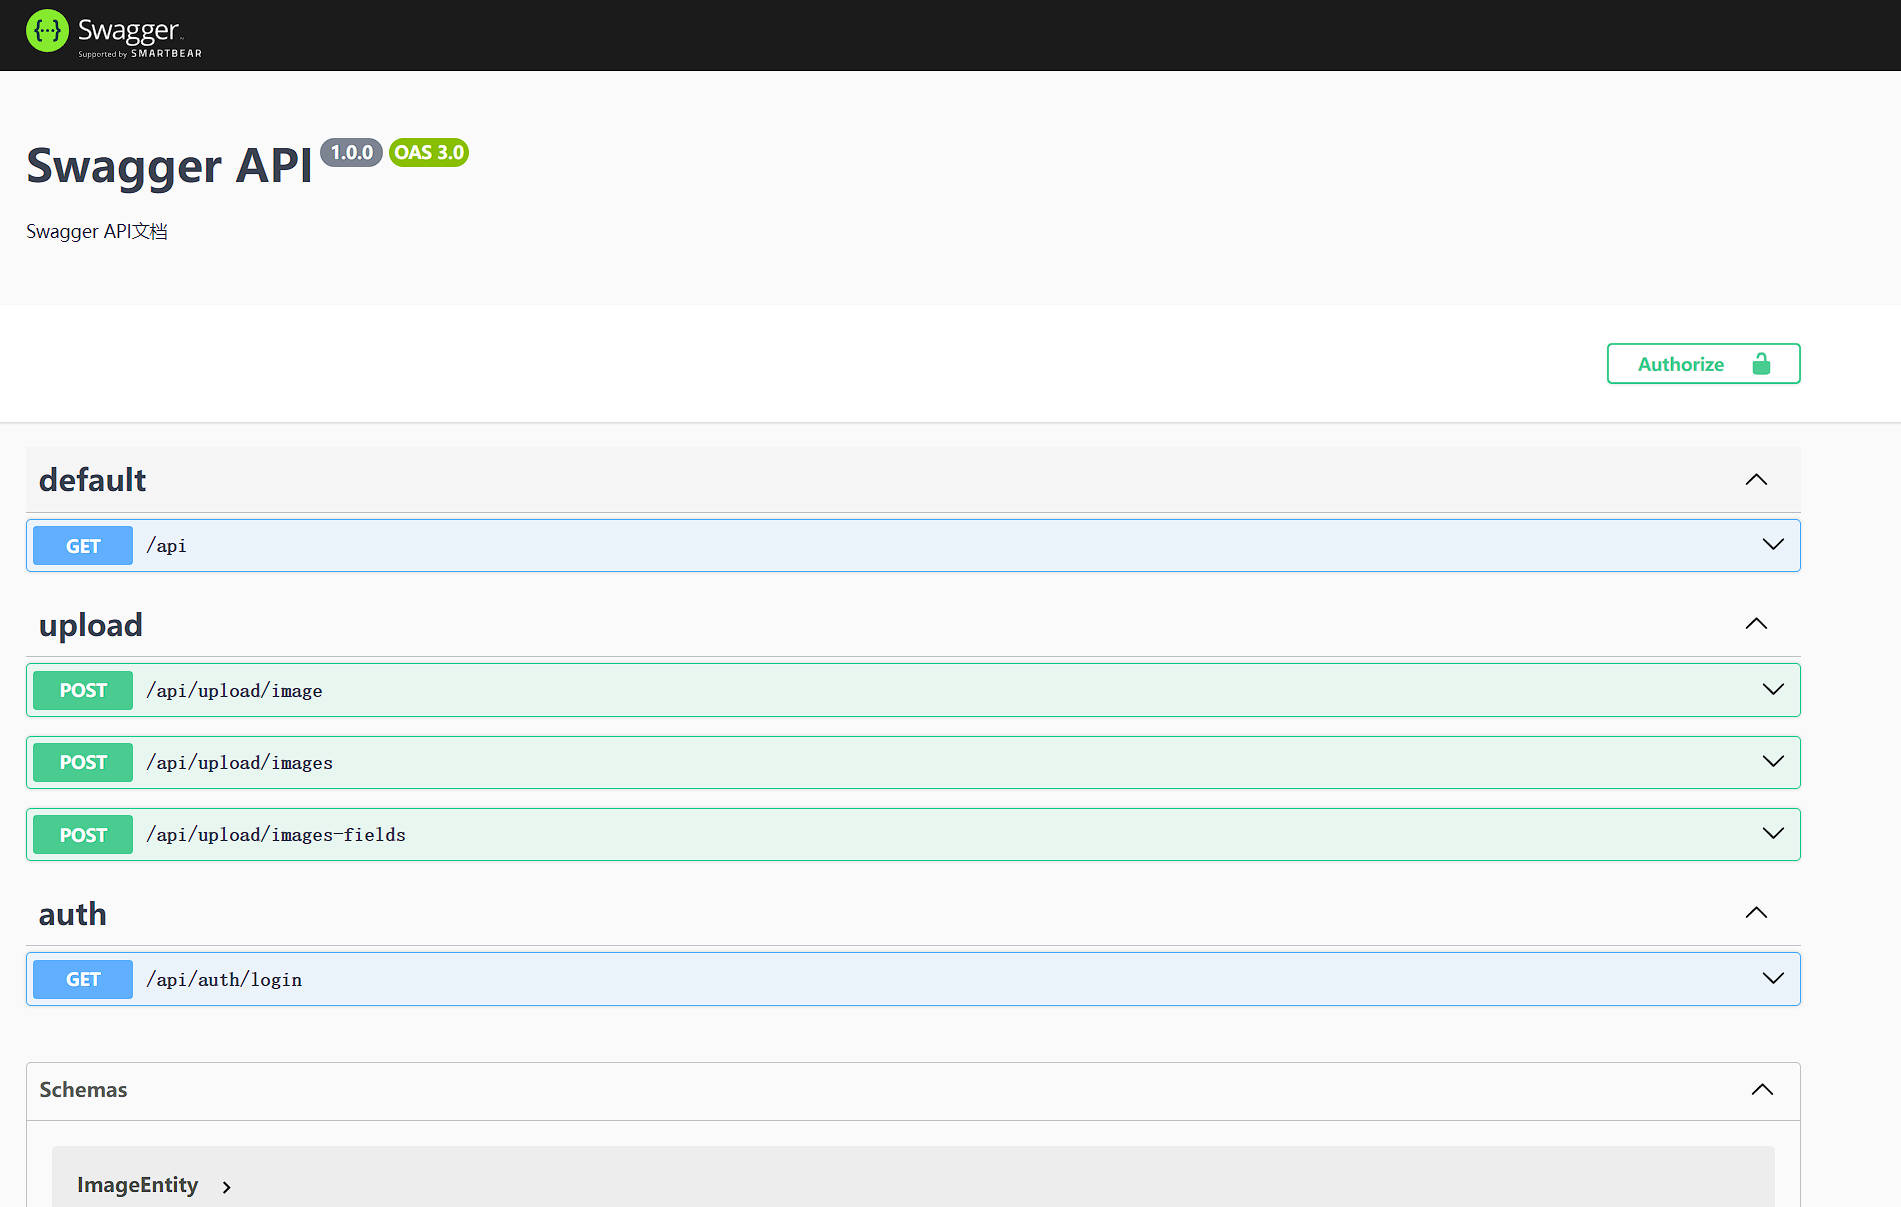 {···} Swagger
Supported by SMARTBEAR
Swagger API 1.0.0 OAS 3.0
Swagger API文档
Authorize
default
GET /api
upload
POST /api/upload/image
POST /api/upload/images
POST /api/upload/images-fields
auth
GET /api/auth/login
Schemas
ImageEntity